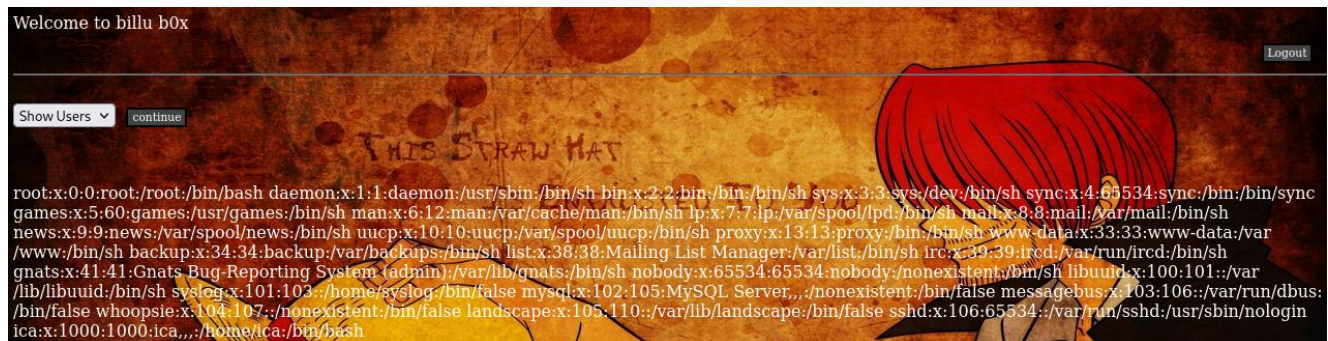 Welcome to billu b0x
Logout
Show Users
continue
THIS STRAW HAT
root:x:0:0:root:/root:/bin/bash daemon:x:1:1:daemon:/usr/sbin:/bin/sh bin:x:2:2:bin:/bin:/bin/sh sys:x:3:3:sys:/dev:/bin/sh sync:x:4:65534:sync:/bin:/bin/sync
games:x:5:60:games:/usr/games:/bin/sh man:x:6:12:man:/var/cache/man:/bin/sh lp:x:7:7:lp:/var/spool/lpd:/bin/sh mail:x:8:8:mail:/var/mail:/bin/sh
news:x:9:9:news:/var/spool/news:/bin/sh uucp:x:10:10:uucp:/var/spool/uucp:/bin/sh proxy:x:13:13:proxy:/bin:/bin/sh www-data:x:33:33:www-data:/var
/www:/bin/sh backup:x:34:34:backup:/var/backups:/bin/sh list:x:38:38:Mailing List Manager:/var/list:/bin/sh irc:x:39:39:ircd:/var/run/ircd:/bin/sh
gnats:x:41:41:Gnats Bug-Reporting System (admin):/var/lib/gnats:/bin/sh nobody:x:65534:65534:nobody:/nonexistent:/bin/sh libuuid:x:100:101::/var
/lib/libuuid:/bin/sh syslog:x:101:103::/home/syslog:/bin/false mysql:x:102:105:MySQL Server,,,:/nonexistent:/bin/false messagebus:x:103:106::/var/run/dbus:
/bin/false whoopsie:x:104:107::/nonexistent:/bin/false landscape:x:105:110::/var/lib/landscape:/bin/false sshd:x:106:65534::/var/run/sshd:/usr/sbin/nologin
ica:x:1000:1000:ica,,,:/home/ica:/bin/bash